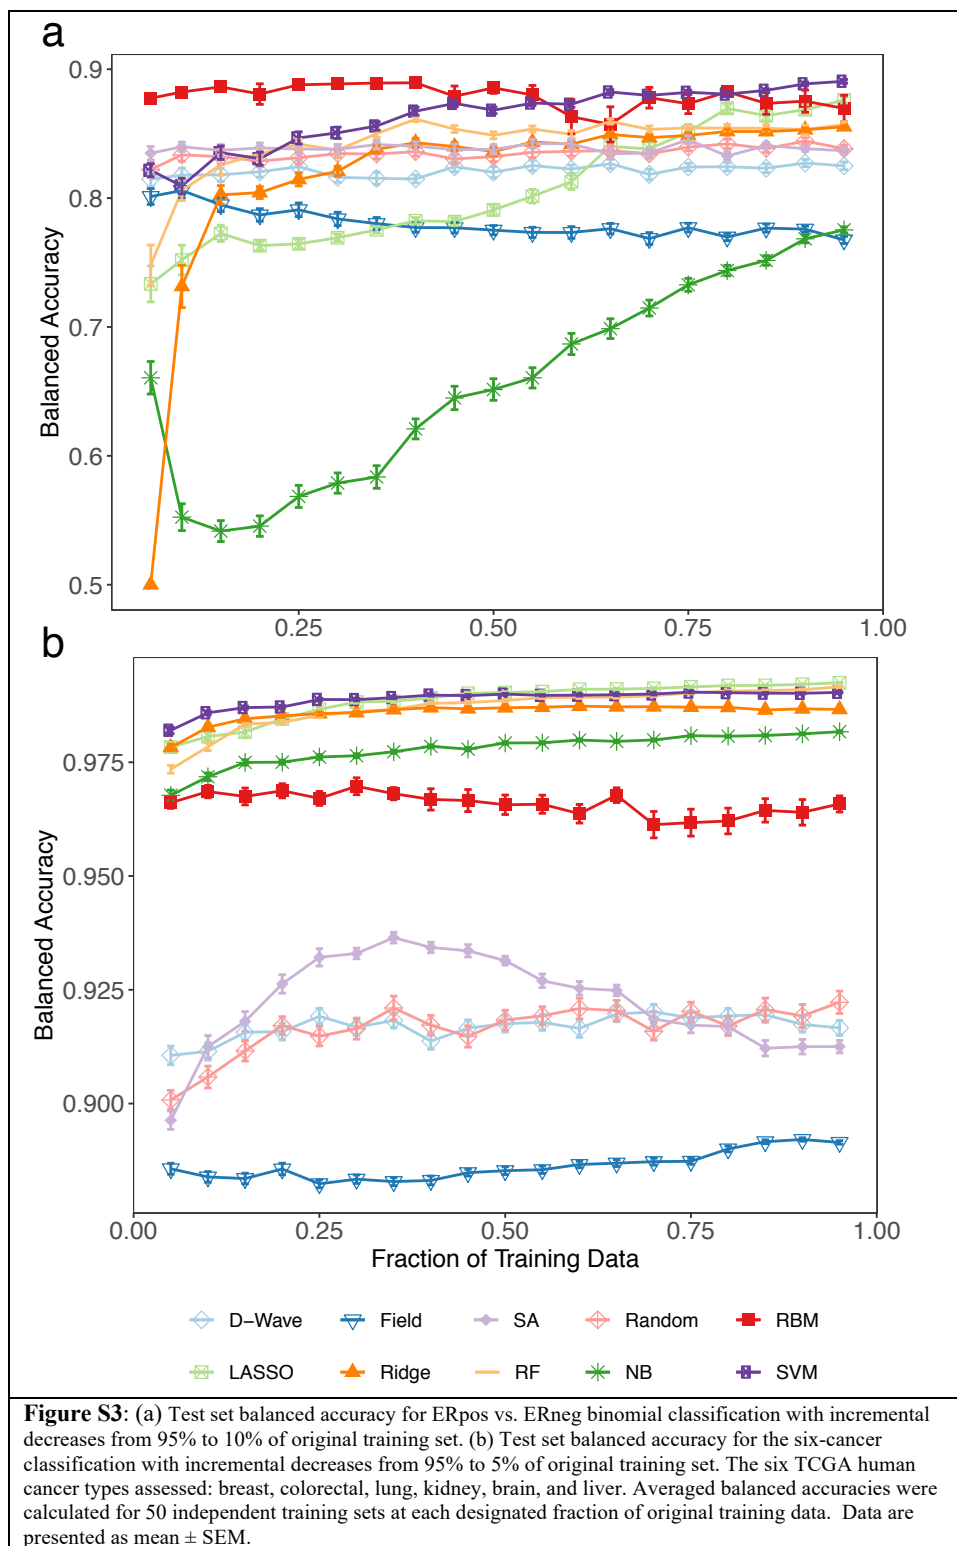 a
0.9
0.8
0.7
0.6
0.5
Balanced Accuracy
0.25
0.50
0.75
1.00
b
0.975
0.950
0.925
0.900
Balanced Accuracy
0.00
0.25
0.50
0.75
1.00
Fraction of Training Data
D-Wave
Field
SA
Random
RBM
LASSO
Ridge
RF
NB
SVM
Figure S3: (a) Test set balanced accuracy for ERpos vs. ERneg binomial classification with incremental
decreases from 95% to 10% of original training set. (b) Test set balanced accuracy for the six-cancer
classification with incremental decreases from 95% to 5% of original training set. The six TCGA human
cancer types assessed: breast, colorectal, lung, kidney, brain, and liver. Averaged balanced accuracies were
calculated for 50 independent training sets at each designated fraction of original training data. Data are
presented as mean ± SEM.